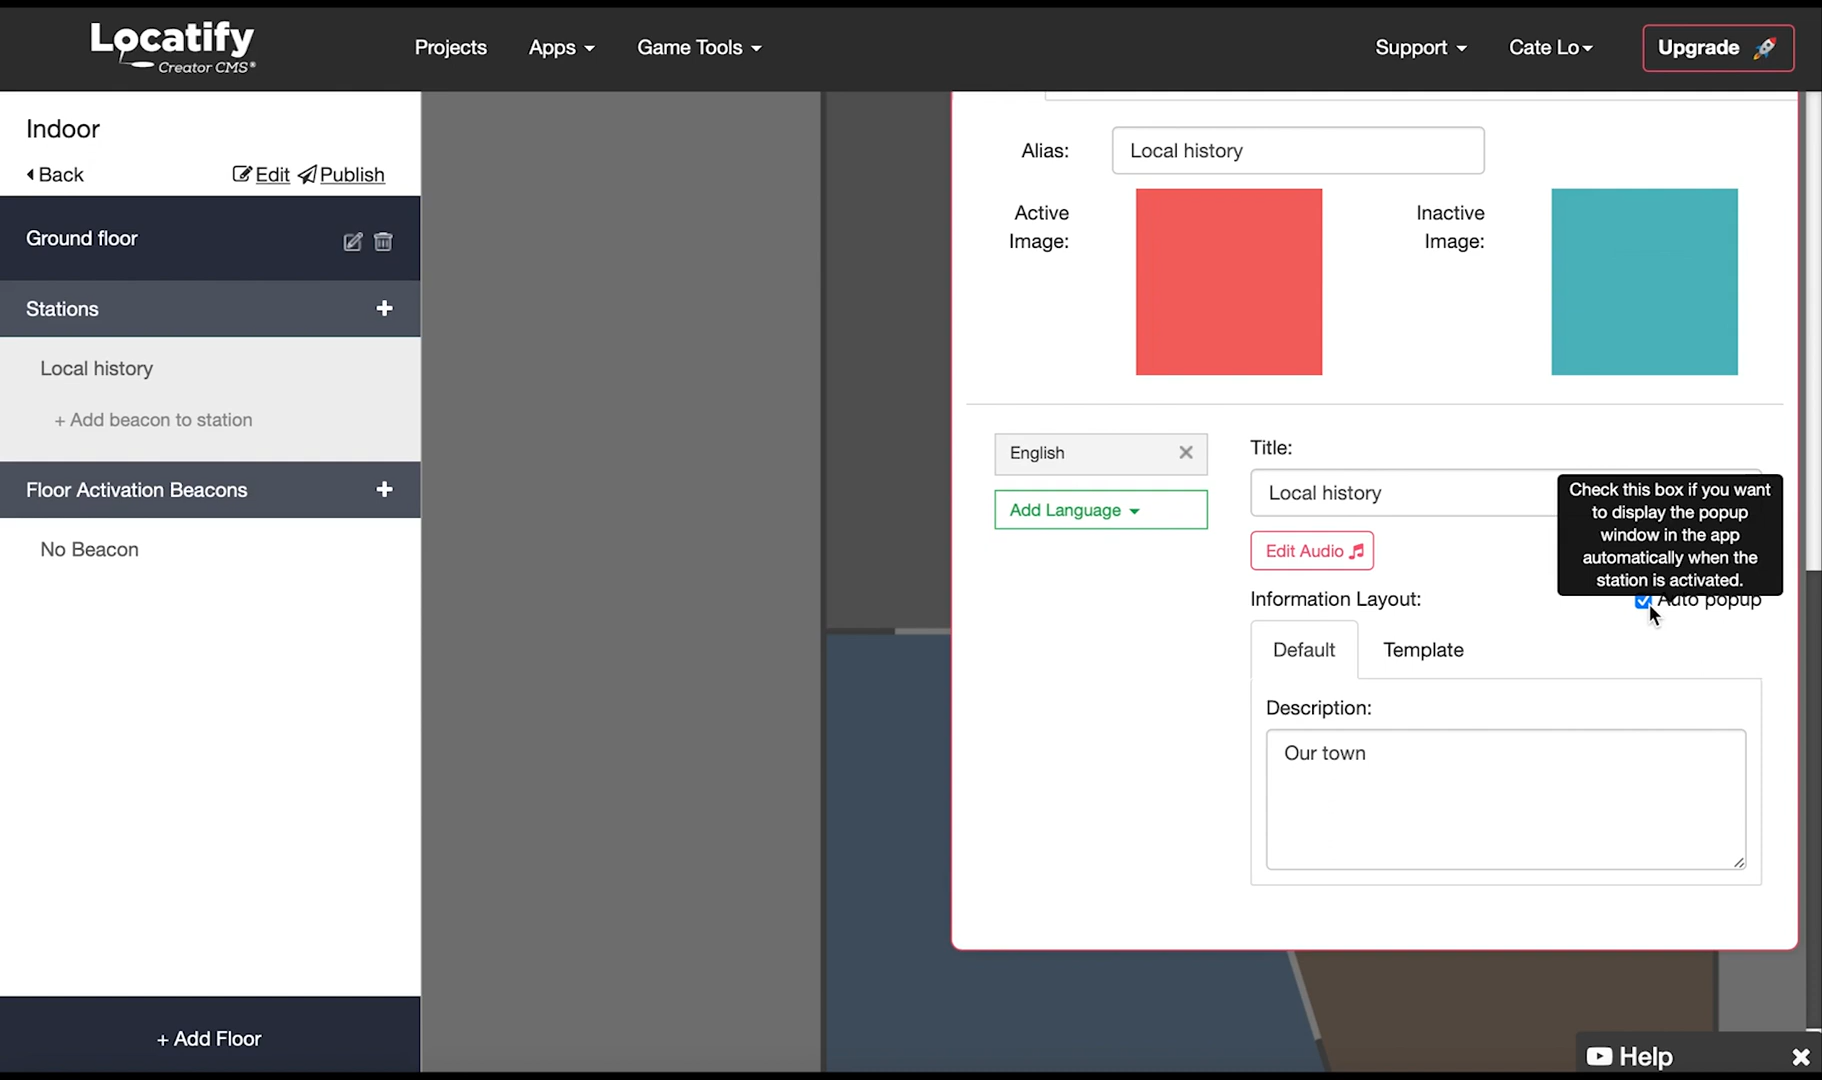 Locatify
Creator CMS®
Projects
Apps
Game Tools
Support
Cate Lo
Upgrade
Indoor
Back
Edit
Publish
Ground floor
Stations +
Local history
+ Add beacon to station
Floor Activation Beacons +
No Beacon
+ Add Floor
Alias:
Local history
Active
Image:
Inactive
Image:
English ×
Add Language
Title:
Local history
Check this box if you want
to display the popup
window in the app
automatically when the
station is activated.
Edit Audio
Information Layout:
Auto popup
Default
Template
Description:
Our town
Help ×